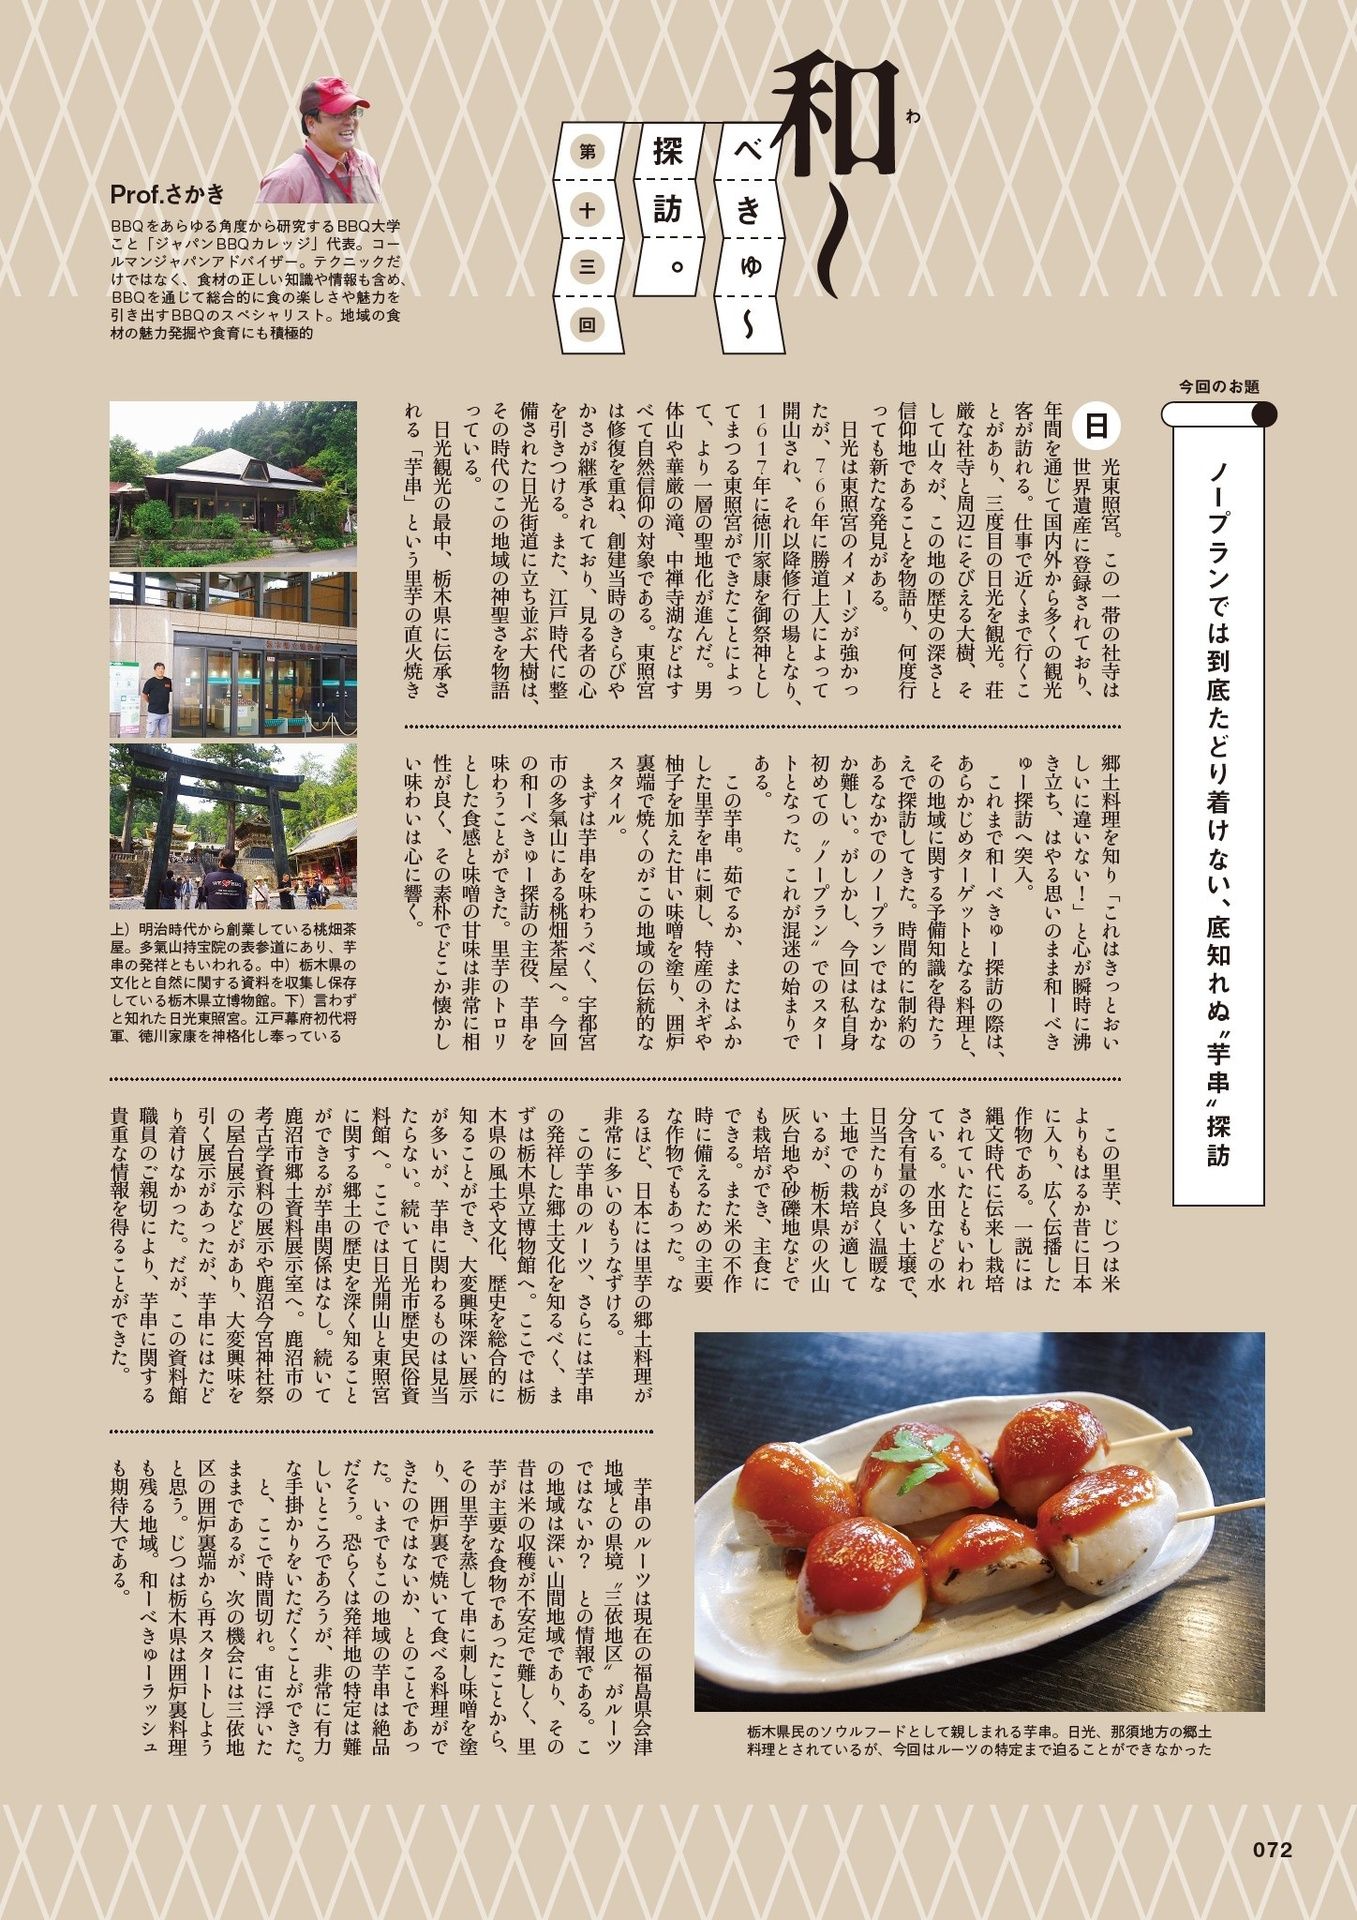 和〜
わ
べきゅ〜
探訪。
第十三回
Prof.さかき
BBQをあらゆる角度から研究するBBQ大学
こと「ジャパンBBQカレッジ」代表。コー
ルマンジャパンアドバイザー。テクニックだ
けではなく、食材の正しい知識や情報も含め、
BBQを通じて総合的に食の楽しさや魅力を
引き出すBBQのスペシャリスト。地域の食
材の魅力発掘や食育にも積極的
今回のお題
ノープランでは到底たどり着けない、底知れぬ〝芋串〟探訪
日光東照宮。この一帯の社寺は
世界遺産に登録されており、
年間を通じて国内外から多くの観光
客が訪れる。仕事で近くまで行くこ
とがあり、三度目の日光を観光。荘
厳な社寺と周辺にそびえる大樹、そ
して山々が、この地の歴史の深さと
信仰地であることを物語り、何度行
っても新たな発見がある。
日光は東照宮のイメージが強かっ
たが、766年に勝道上人によって
開山され、それ以降修行の場となり、
1617年に徳川家康を御祭神とし
てまつる東照宮ができたことによっ
て、より一層の聖地化が進んだ。男
体山や華厳の滝、中禅寺湖などはす
べて自然信仰の対象である。東照宮
は修復を重ね、創建当時のきらびや
かさが継承されており、見る者の心
を引きつける。また、江戸時代に整
備された日光街道に立ち並ぶ大樹は、
その時代のこの地域の神聖さを物語
っている。
日光観光の最中、栃木県に伝承さ
れる「芋串」という里芋の直火焼き
郷土料理を知り「これはきっとおい
しいに違いない！」と心が瞬時に沸
き立ち、はやる思いのまま和ーべき
ゅー探訪へ突入。
これまで和ーべきゅー探訪の際は、
あらかじめターゲットとなる料理と、
その地域に関する予備知識を得たう
えで探訪してきた。時間的に制約の
あるなかでのノープランではなかな
か難しい。がしかし、今回は私自身
初めての〝ノープラン〟でのスター
トとなった。これが混迷の始まりで
ある。
この芋串。茹でるか、またはふか
した里芋を串に刺し、特産のネギや
柚子を加えた甘い味噌を塗り、囲炉
裏端で焼くのがこの地域の伝統的な
スタイル。
まずは芋串を味わうべく、宇都宮
市の多氣山にある桃畑茶屋へ。今回
の和ーべきゅー探訪の主役、芋串を
味わうことができた。里芋のトロリ
とした食感と味噌の甘味は非常に相
性が良く、その素朴でどこか懐かし
い味わいは心に響く。
上）明治時代から創業している桃畑茶
屋。多氣山持宝院の表参道にあり、芋
串の発祥ともいわれる。中）栃木県の
文化と自然に関する資料を収集し保存
している栃木県立博物館。下）言わず
と知れた日光東照宮。江戸幕府初代将
軍、徳川家康を神格化し奉っている
この里芋、じつは米
よりもはるか昔に日本
に入り、広く伝播した
作物である。一説には
縄文時代に伝来し栽培
されていたともいわれ
ている。水田などの水
分含有量の多い土壌で、
日当たりが良く温暖な
土地での栽培が適して
いるが、栃木県の火山
灰台地や砂礫地などで
も栽培ができ、主食に
できる。また米の不作
時に備えるための主要
な作物でもあった。な
るほど、日本には里芋の郷土料理が
非常に多いのもうなずける。
この芋串のルーツ、さらには芋串
の発祥した郷土文化を知るべく、ま
ずは栃木県立博物館へ。ここでは栃
木県の風土や文化、歴史を総合的に
知ることができ、大変興味深い展示
が多いが、芋串に関わるものは見当
たらない。続いて日光市歴史民俗資
料館へ。ここでは日光開山と東照宮
に関する郷土の歴史を深く知ること
ができるが芋串関係はなし。続いて
鹿沼市郷土資料展示室へ。鹿沼市の
考古学資料の展示や鹿沼今宮神社祭
の屋台展示などがあり、大変興味を
引く展示があったが、芋串にはたど
り着けなかった。だが、この資料館
職員のご親切により、芋串に関する
貴重な情報を得ることができた。
芋串のルーツは現在の福島県会津
地域との県境〝三依地区〟がルーツ
ではないか？　との情報である。こ
の地域は深い山間地域であり、その
昔は米の収穫が不安定で難しく、里
芋が主要な食物であったことから、
その里芋を蒸して串に刺し味噌を塗
り、囲炉裏で焼いて食べる料理がで
きたのではないか、とのことであっ
た。いまでもこの地域の芋串は絶品
だそう。恐らくは発祥地の特定は難
しいところであろうが、非常に有力
な手掛かりをいただくことができた。
と、ここで時間切れ。宙に浮いた
ままであるが、次の機会には三依地
区の囲炉裏端から再スタートしよう
と思う。じつは栃木県は囲炉裏料理
も残る地域。和ーべきゅーラッシュ
も期待大である。
栃木県民のソウルフードとして親しまれる芋串。日光、那須地方の郷土
料理とされているが、今回はルーツの特定まで迫ることができなかった
072